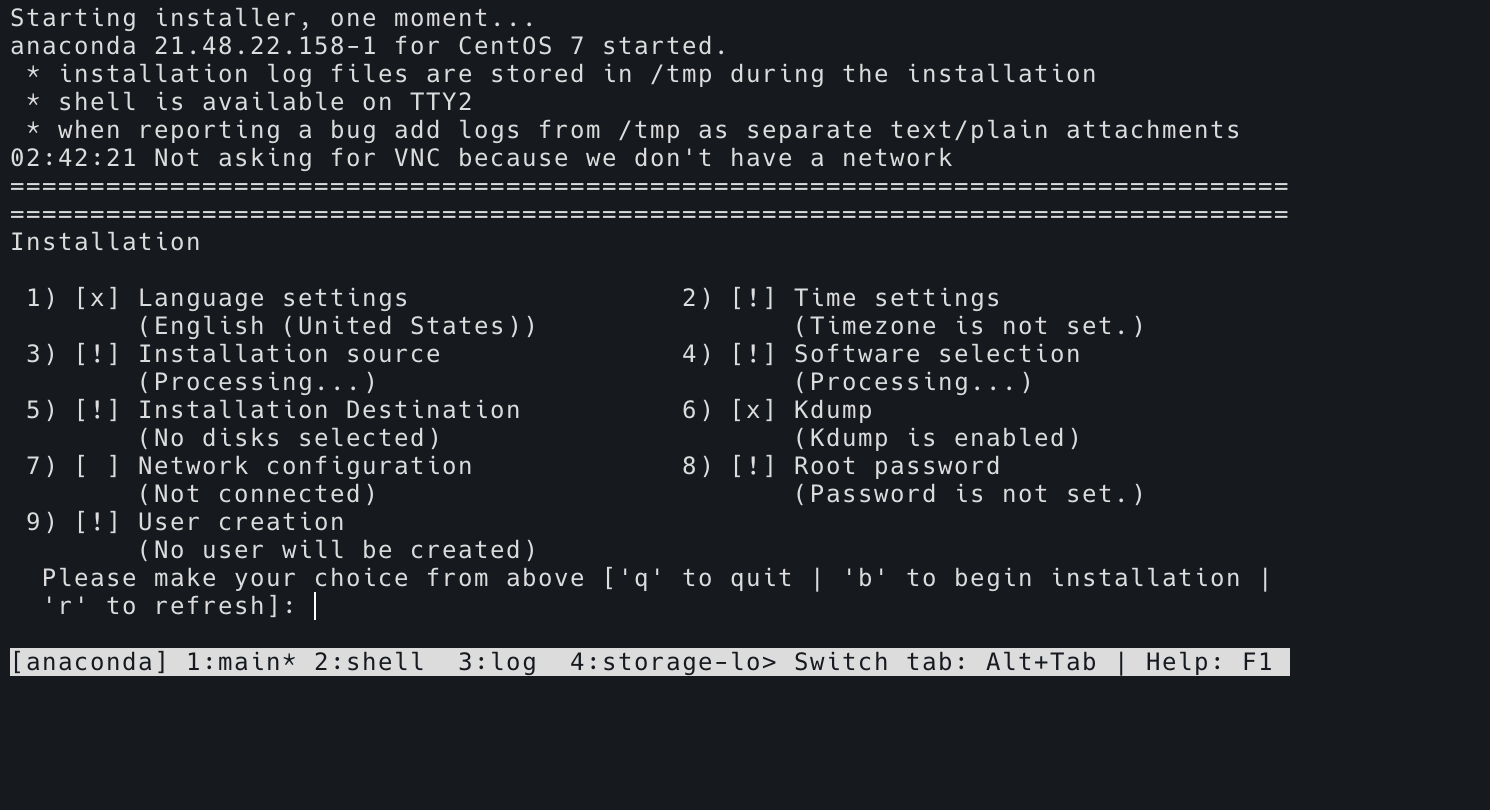 Starting installer, one moment...
anaconda 21.48.22.158-1 for CentOS 7 started.
 * installation log files are stored in /tmp during the installation
 * shell is available on TTY2
 * when reporting a bug add logs from /tmp as separate text/plain attachments
02:42:21 Not asking for VNC because we don't have a network
================================================================================
================================================================================
Installation

 1) [x] Language settings                 2) [!] Time settings
        (English (United States))                (Timezone is not set.)
 3) [!] Installation source               4) [!] Software selection
        (Processing...)                          (Processing...)
 5) [!] Installation Destination          6) [x] Kdump
        (No disks selected)                      (Kdump is enabled)
 7) [ ] Network configuration             8) [!] Root password
        (Not connected)                          (Password is not set.)
 9) [!] User creation
        (No user will be created)
  Please make your choice from above ['q' to quit | 'b' to begin installation |
  'r' to refresh]:

[anaconda] 1:main* 2:shell  3:log  4:storage-lo> Switch tab: Alt+Tab | Help: F1